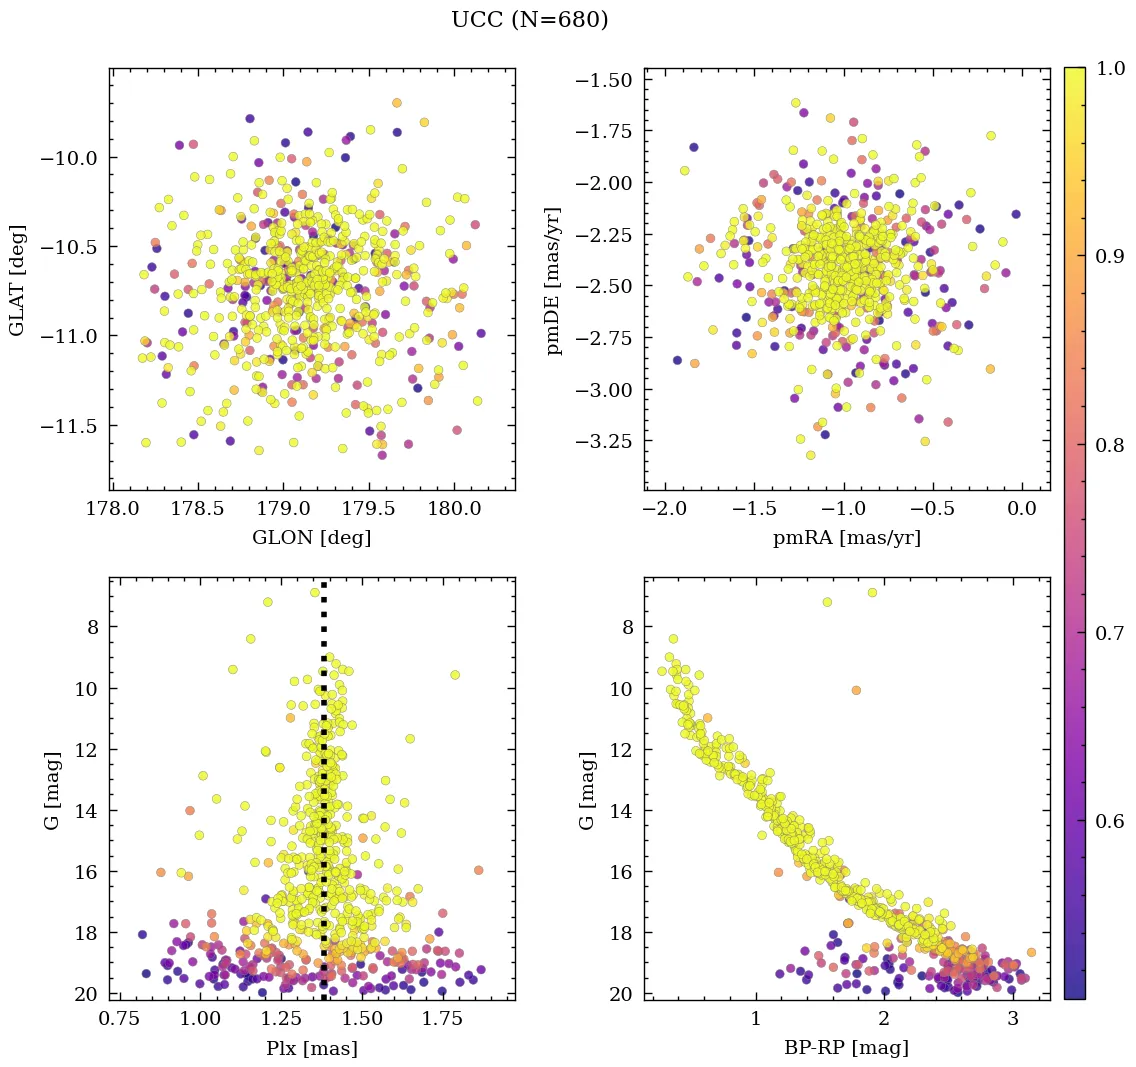 UCC (N=680)
−10.0
−10.5
−11.0
−11.5
GLAT [deg]
178.0 178.5 179.0 179.5 180.0
GLON [deg]
−1.50
−1.75
−2.00
−2.25
−2.50
−2.75
−3.00
−3.25
pmDE [mas/yr]
−2.0 −1.5 −1.0 −0.5 0.0
pmRA [mas/yr]
8
10
12
14
16
18
20
G [mag]
0.75 1.00 1.25 1.50 1.75
Plx [mas]
8
10
12
14
16
18
20
G [mag]
1 2 3
BP-RP [mag]
1.0
0.9
0.8
0.7
0.6